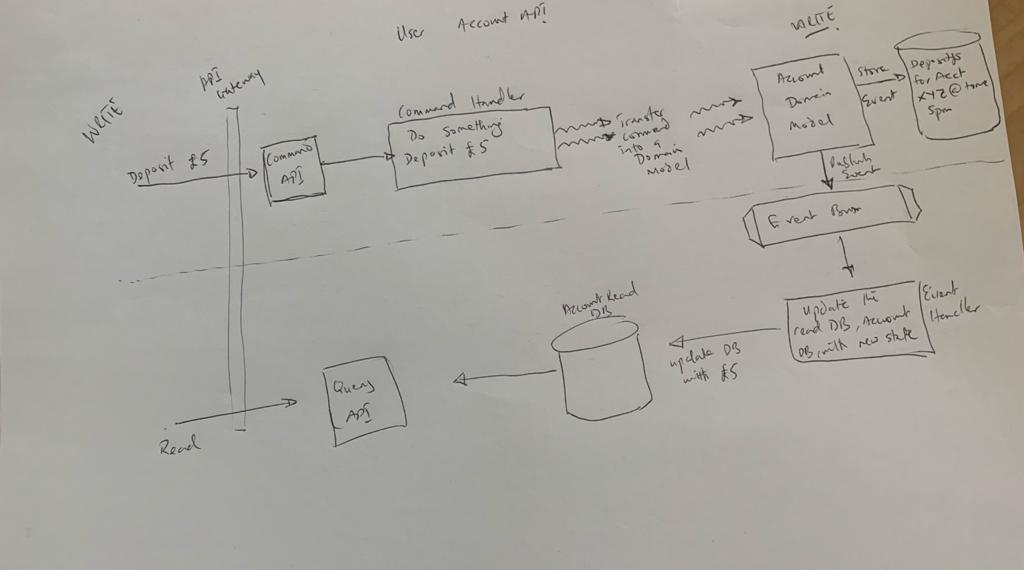 User Account API
WRITE
API
Gateway
WRITE
Deposit £5
Command
API
Command Handler
Do something
Deposit £5
Transfer
Command
into a
Domain
Model
Account
Domain
Model
Store
Event
for Acct
XYZ@time
5pm
Publish
Event
Event Bus
update the
read DB, Account
DB, with new state
Event
Handler
update DB
with £5
Account Read
DB
Query
API
Read